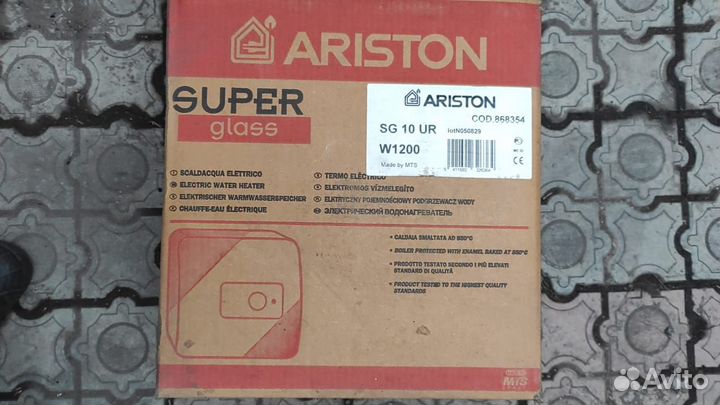 ARISTON
SUPER
glass
ARISTON
COD.868354
SG 10 UR lotN050829
W1200
Made by MTS
SCALDACQUA ELETTRICO
ELECTRIC WATER HEATER
ELEKTRISCHER WARMWASSERSPEICHER
CHAUFFE-EAU ÉLECTRIQUE
TERMO ELÉCTRICO
ELEKTROMOS VÍZMELEGÍTO
ELKTRYCZNY POJEMNOŚCIOWY PODGRZEWACZ WODY
ЭЛЕКТРИЧЕСКИЙ ВОДОНАГРЕВАТЕЛЬ
• CALDAIA SMALTATA AD 850°C
• BOILER PROTECTED WITH ENAMEL BAKED AT 850°C
• PRODOTTO TESTATO SECONDO I PIÙ ELEVATI
STANDARD DI QUALITÀ
• PRODUCT TESTED TO THE HIGHEST QUALITY
STANDARDS
MTS
Avito